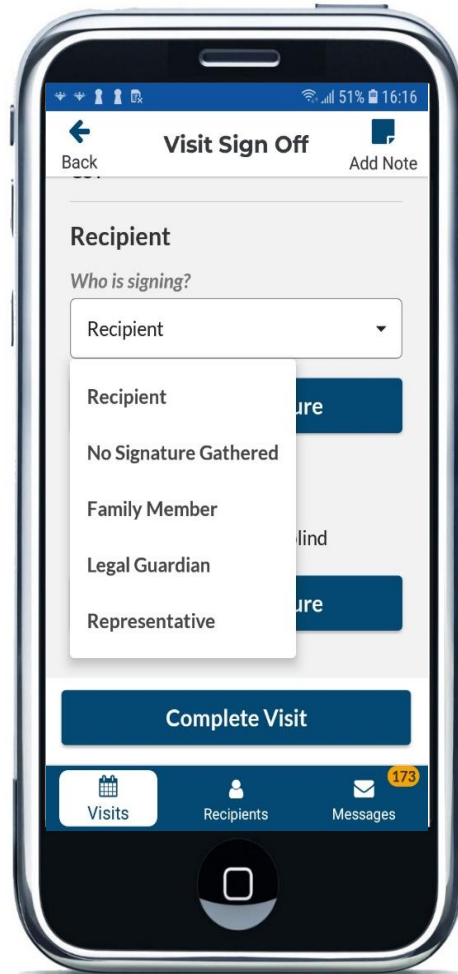 51% 16:16
Back
Visit Sign Off
Add Note
Recipient
Who is signing?
Recipient
Recipient
No Signature Gathered
Family Member
Legal Guardian
Representative
ure
lind
ure
Complete Visit
Visits
Recipients
Messages
173